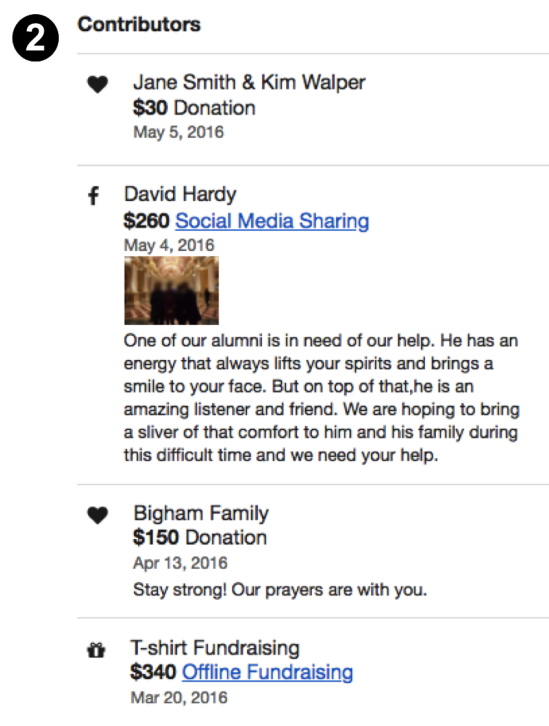 2
Contributors
Jane Smith & Kim Walper
$30 Donation
May 5, 2016
David Hardy
$260 Social Media Sharing
May 4, 2016
One of our alumni is in need of our help. He has an
energy that always lifts your spirits and brings a
smile to your face. But on top of that,he is an
amazing listener and friend. We are hoping to bring
a sliver of that comfort to him and his family during
this difficult time and we need your help.
Bigham Family
$150 Donation
Apr 13, 2016
Stay strong! Our prayers are with you.
T-shirt Fundraising
$340 Offline Fundraising
Mar 20, 2016